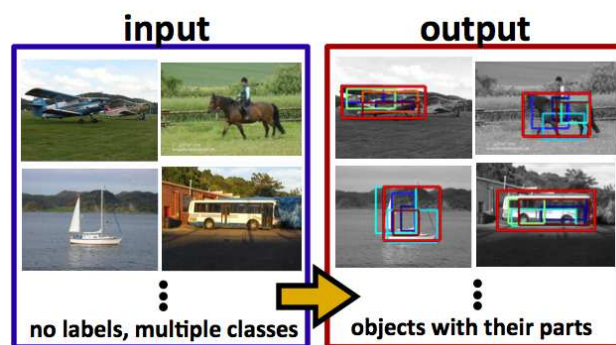 input
output
no labels, multiple classes
objects with their parts